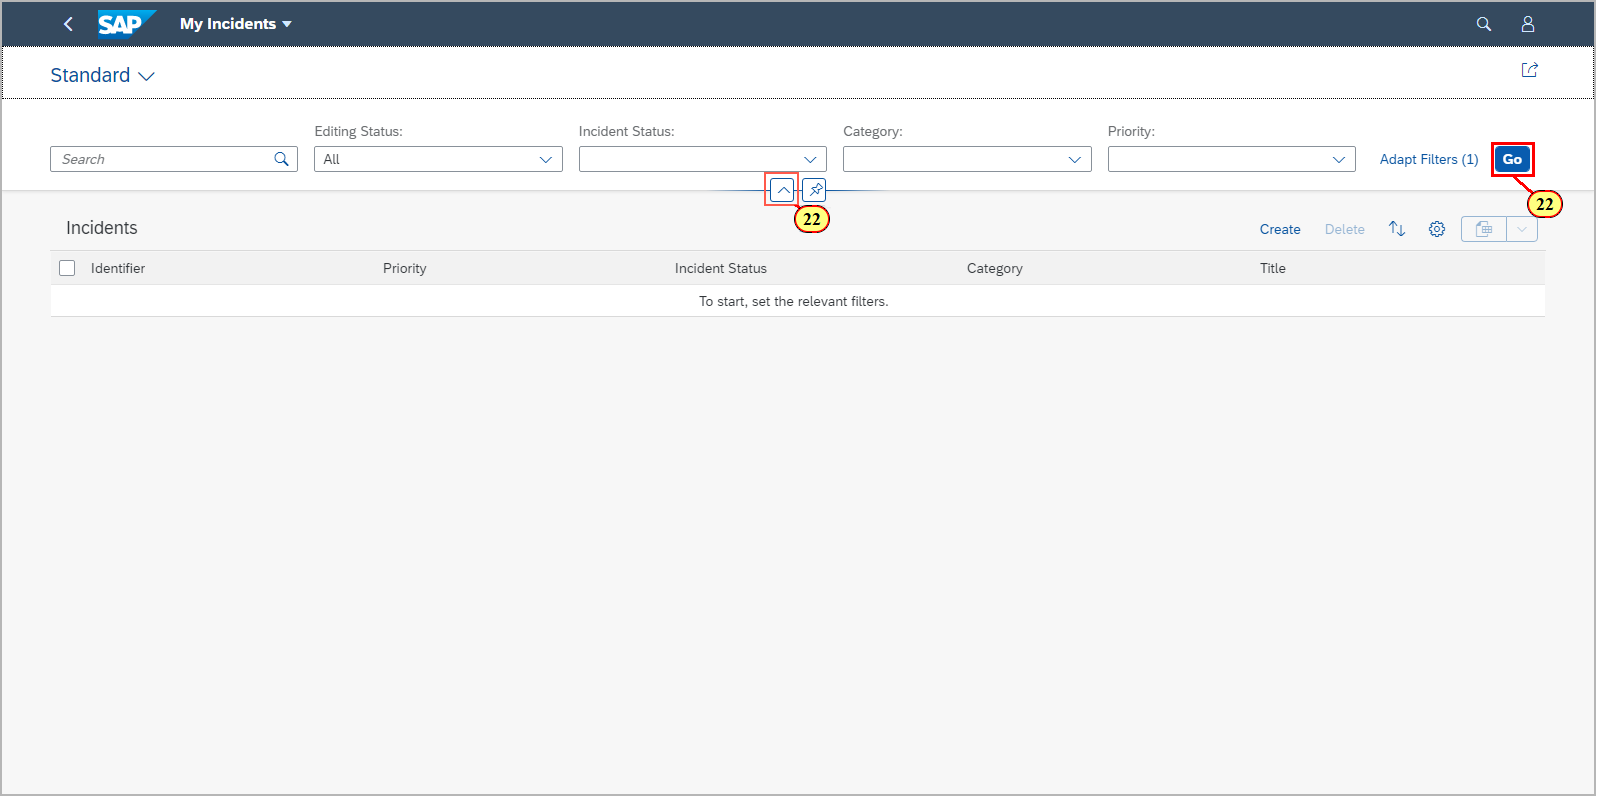 SAP My Incidents
Standard
Editing Status: Incident Status: Category: Priority:
Search All Adapt Filters (1) Go
22
22
Incidents Create Delete
Identifier Priority Incident Status Category Title
To start, set the relevant filters.